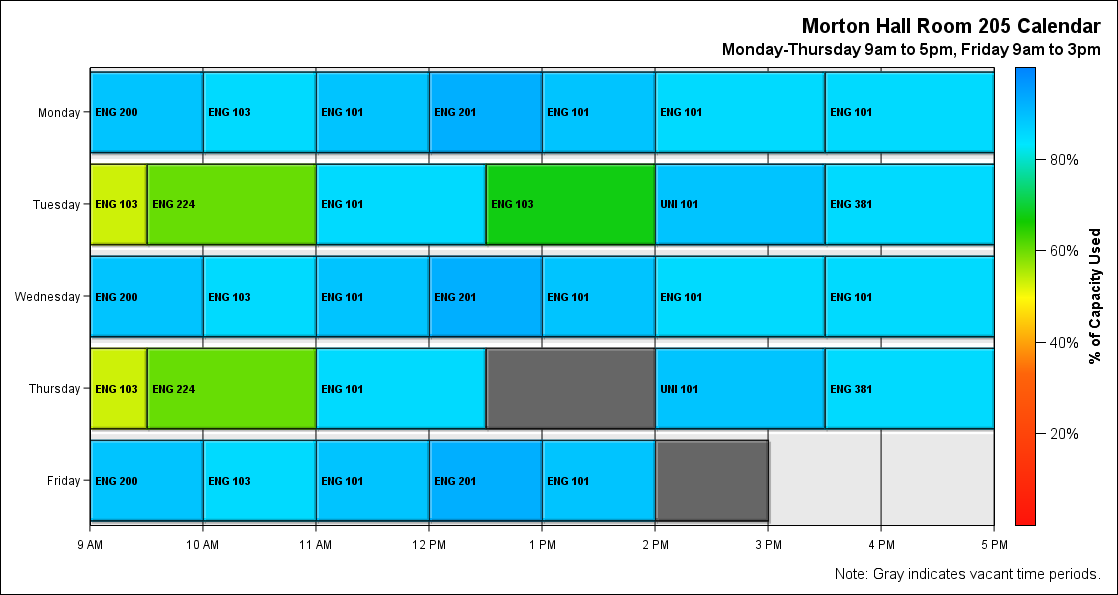 Morton Hall Room 205 Calendar
Monday-Thursday 9am to 5pm, Friday 9am to 3pm
Monday ENG 200 ENG 103 ENG 101 ENG 201 ENG 101 ENG 101 ENG 101
Tuesday ENG 103 ENG 224 ENG 101 ENG 103 UNI 101 ENG 381
Wednesday ENG 200 ENG 103 ENG 101 ENG 201 ENG 101 ENG 101 ENG 101
Thursday ENG 103 ENG 224 ENG 101 UNI 101 ENG 381
Friday ENG 200 ENG 103 ENG 101 ENG 201 ENG 101
9 AM 10 AM 11 AM 12 PM 1 PM 2 PM 3 PM 4 PM 5 PM
80%
60%
40%
20%
% of Capacity Used
Note: Gray indicates vacant time periods.